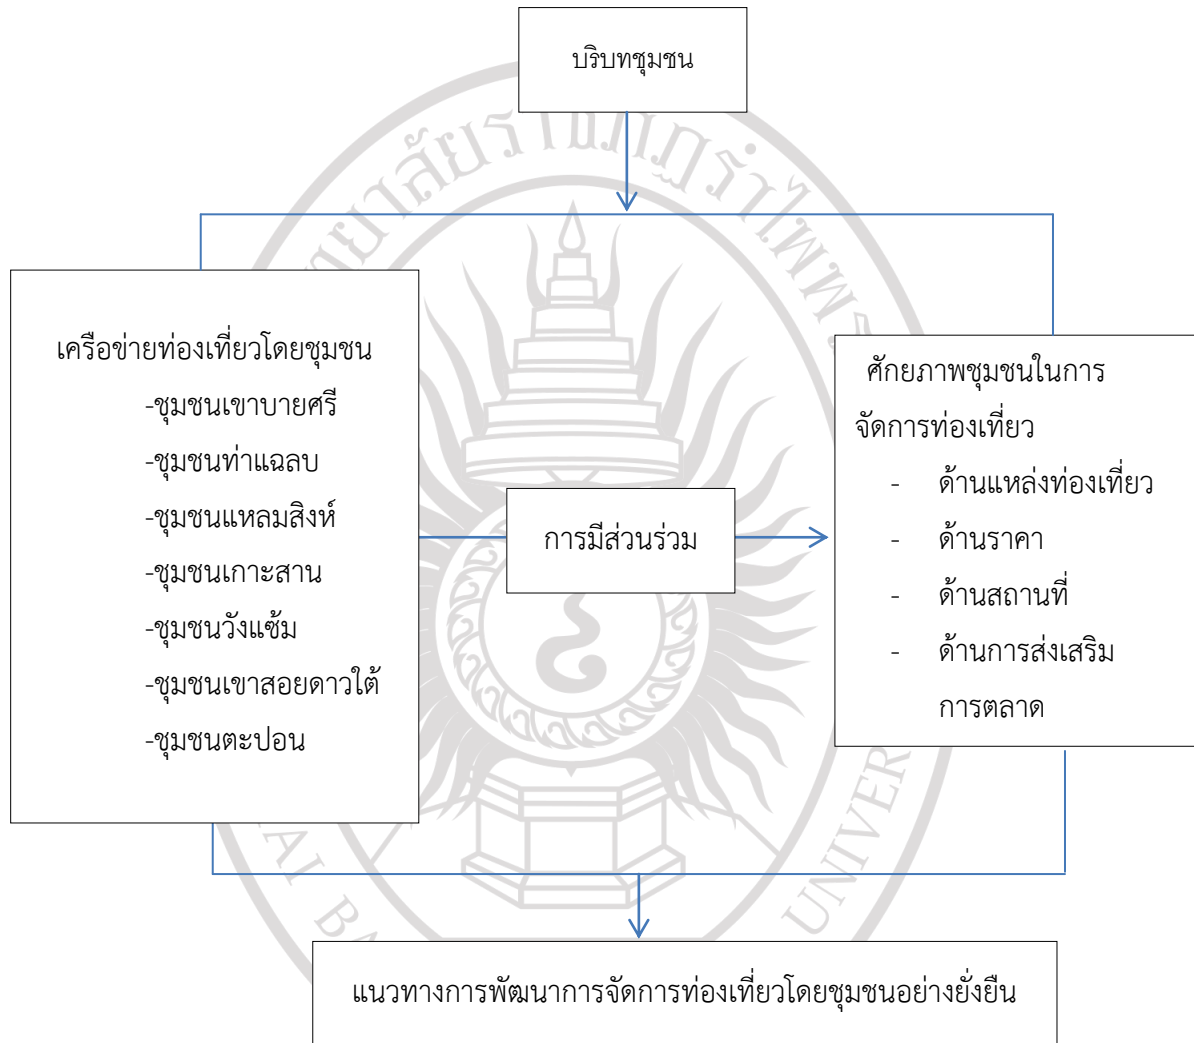 บริบทชุมชน
เครือข่ายท่องเที่ยวโดยชุมชน
-ชุมชนเขาบายศรี
-ชุมชนท่าแฉลบ
-ชุมชนแหลมสิงห์
-ชุมชนเกาะสาน
-ชุมชนวังแซ้ม
-ชุมชนเขาสอยดาวใต้
-ชุมชนตะปอน
การมีส่วนร่วม
ศักยภาพชุมชนในการ
จัดการท่องเที่ยว
- ด้านแหล่งท่องเที่ยว
- ด้านราคา
- ด้านสถานที่
- ด้านการส่งเสริม
การตลาด
แนวทางการพัฒนาการจัดการท่องเที่ยวโดยชุมชนอย่างยั่งยืน